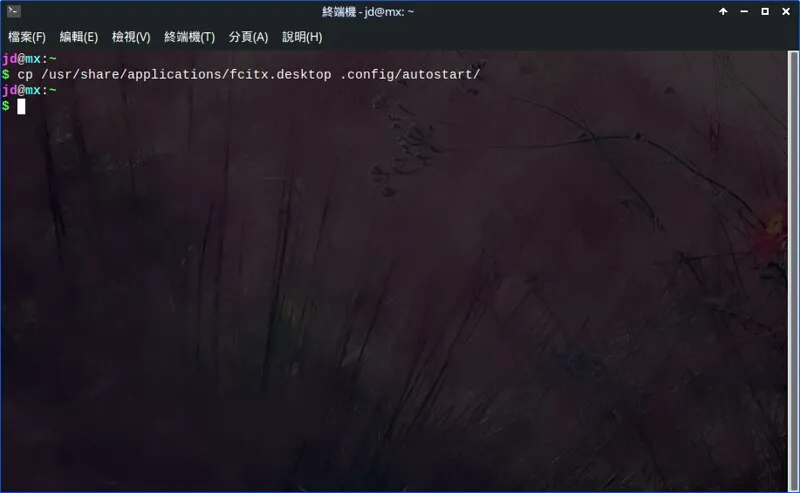 終端機 - jd@mx: ~
檔案(F) 編輯(E) 檢視(V) 終端機(T) 分頁(A) 說明(H)
jd@mx:~
$ cp /usr/share/applications/fcitx.desktop .config/autostart/
jd@mx:~
$